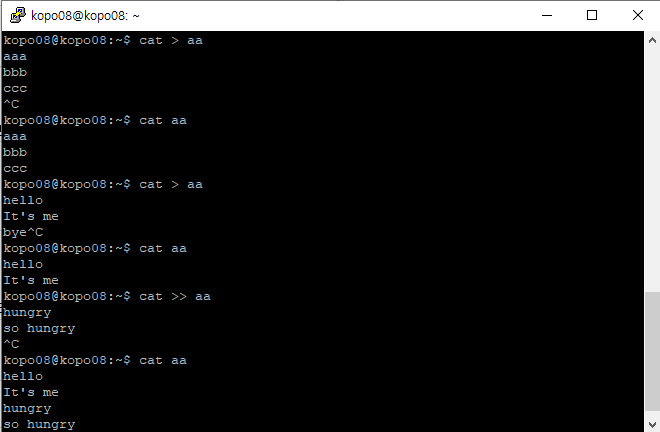 kopo08@kopo08: ~
kopo08@kopo08:~$ cat > aa
aaa
bbb
ccc
^C
kopo08@kopo08:~$ cat aa
aaa
bbb
ccc
kopo08@kopo08:~$ cat > aa
hello
It's me
bye^C
kopo08@kopo08:~$ cat aa
hello
It's me
kopo08@kopo08:~$ cat >> aa
hungry
so hungry
^C
kopo08@kopo08:~$ cat aa
hello
It's me
hungry
so hungry